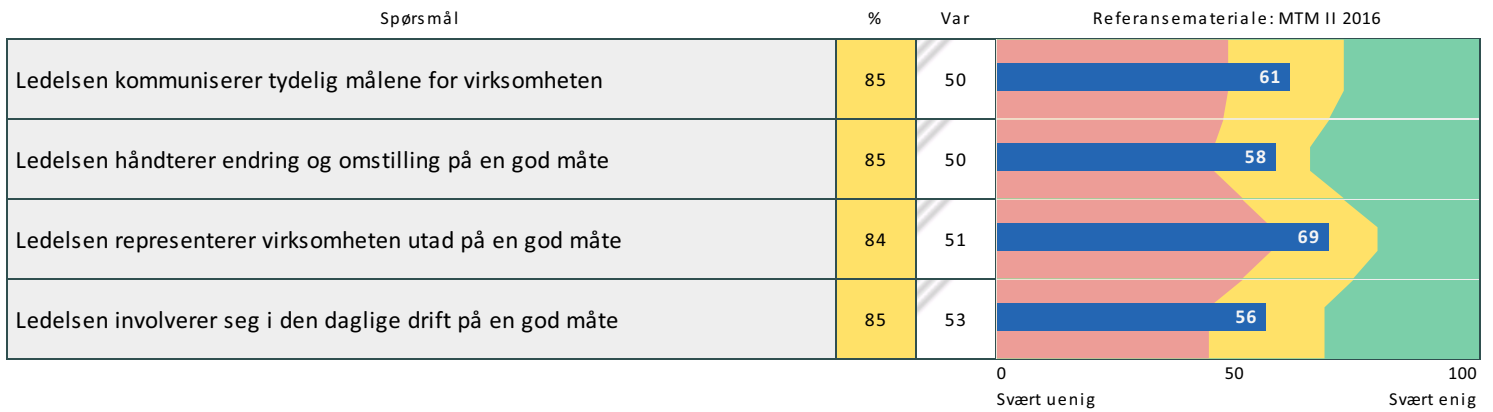 Spørsmål % Var Referansemateriale: MTM II 2016
Ledelsen kommuniserer tydelig målene for virksomheten 85 50 61
Ledelsen håndterer endring og omstilling på en god måte 85 50 58
Ledelsen representerer virksomheten utad på en god måte 84 51 69
Ledelsen involverer seg i den daglige drift på en god måte 85 53 56
0 50 100
Svært uenig Svært enig